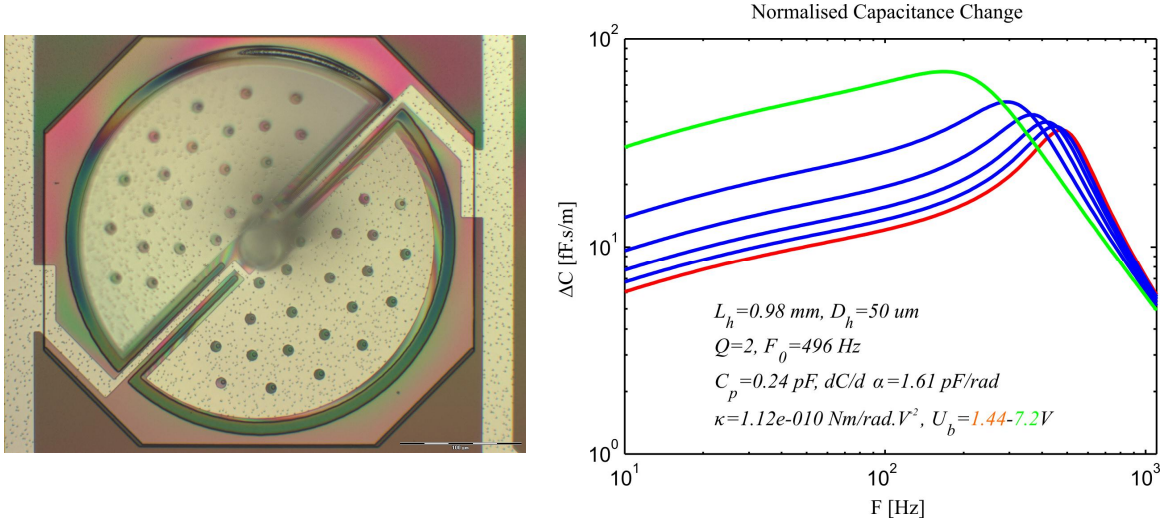 Normalised Capacitance Change
10²
10¹
10⁰
ΔC [fF.s/m]
L_h=0.98 mm, D_h=50 um
Q=2, F_0=496 Hz
C_p=0.24 pF, dC/d α=1.61 pF/rad
κ=1.12e-010 Nm/rad.V², U_b=1.44-7.2V
10¹ 10² 10³
F [Hz]